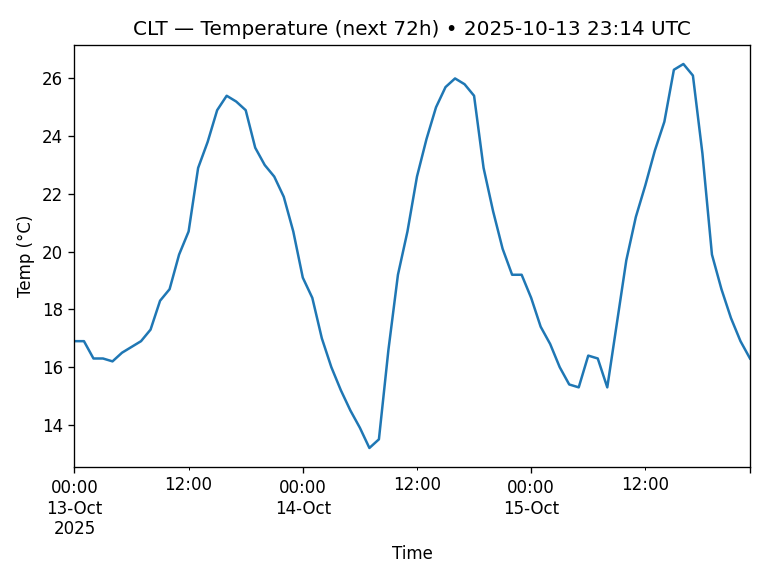 CLT — Temperature (next 72h) • 2025-10-13 23:14 UTC
26
24
22
20
18
16
14
Temp (°C)
00:00 12:00 00:00 12:00 00:00 12:00
13-Oct 14-Oct 15-Oct
2025
Time